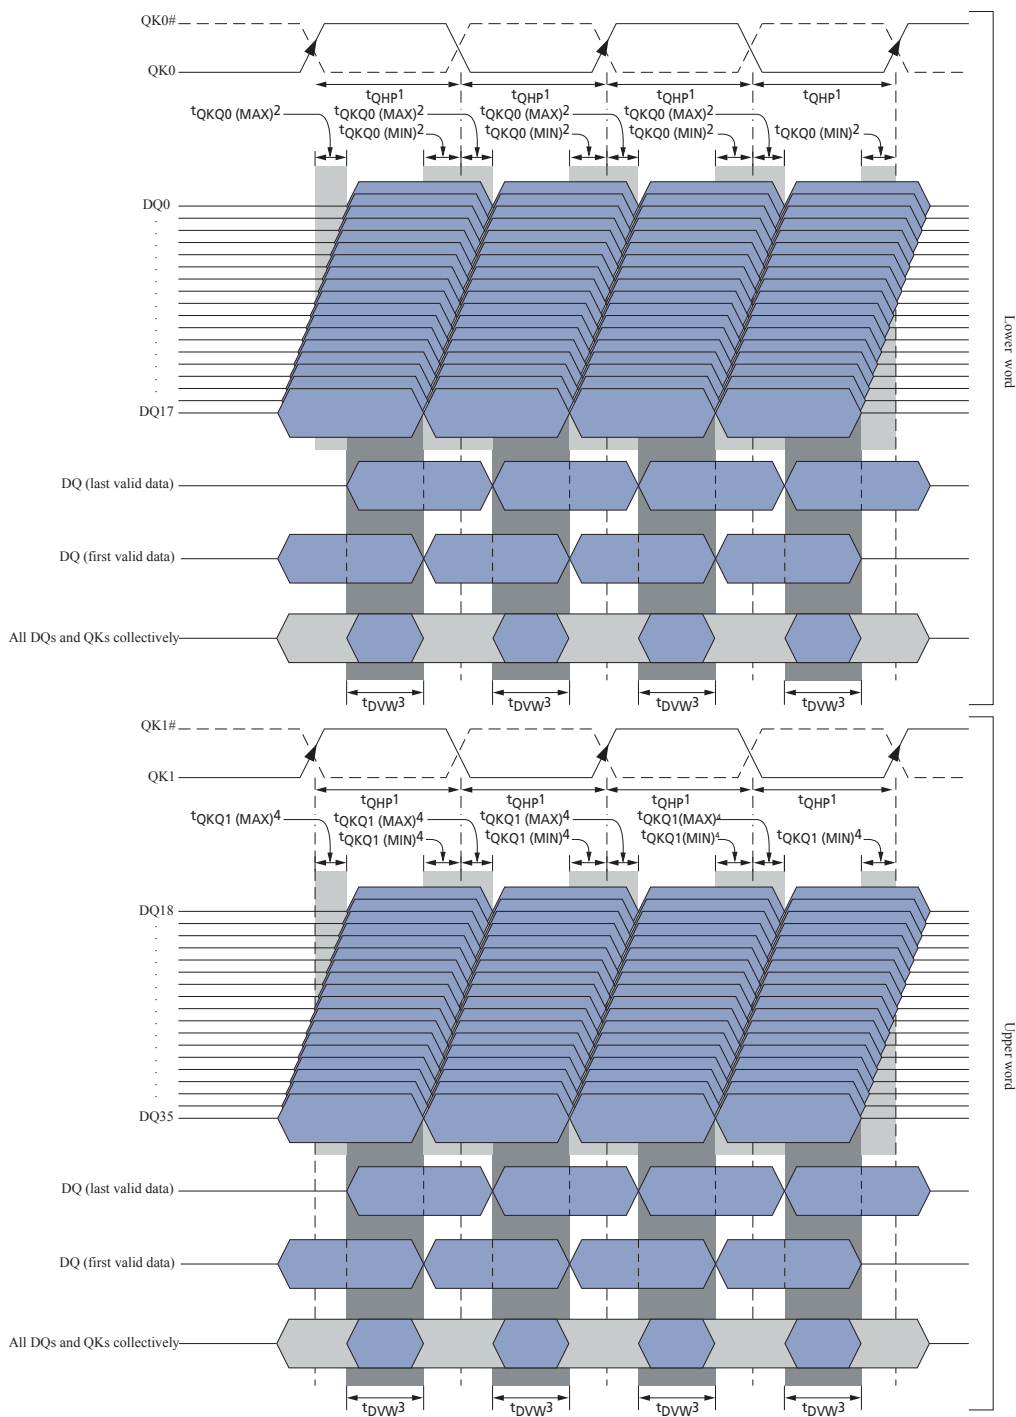 QK0#
QK0
tQHP1 tQHP1 tQHP1 tQHP1
tQKQ0 (MAX)2 tQKQ0 (MAX)2 tQKQ0 (MAX)2 tQKQ0 (MAX)2
tQKQ0 (MIN)2 tQKQ0 (MIN)2 tQKQ0 (MIN)2 tQKQ0 (MIN)2
DQ0
DQ17
DQ (last valid data)
DQ (first valid data)
All DQs and QKs collectively
tDVW3 tDVW3 tDVW3 tDVW3
Lower word
QK1#
QK1
tQHP1 tQHP1 tQHP1 tQHP1
tQKQ1 (MAX)4 tQKQ1 (MAX)4 tQKQ1 (MAX)4 tQKQ1(MAX)4
tQKQ1 (MIN)4 tQKQ1 (MIN)4 tQKQ1(MIN)4 tQKQ1 (MIN)4
DQ18
DQ35
DQ (last valid data)
DQ (first valid data)
All DQs and QKs collectively
tDVW3 tDVW3 tDVW3 tDVW3
Upper word